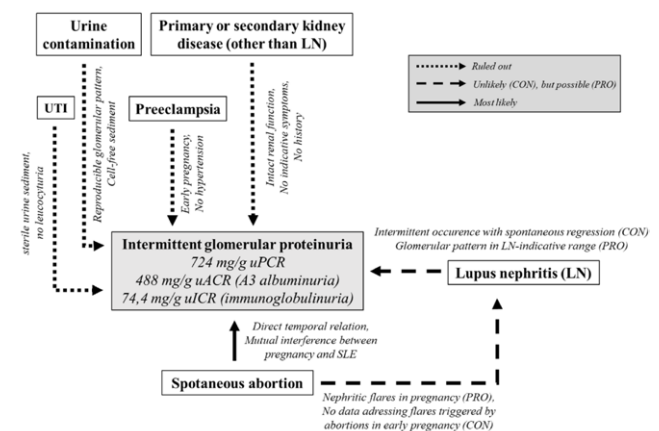 Urine
contamination
Primary or secondary kidney
disease (other than LN)
Ruled out
Unlikely (CON), but possible (PRO)
Most likely
UTI
Preeclampsia
sterile urine sediment,
no leucocyturia
Reproducible glomerular pattern,
Cell-free sediment
Early pregnancy,
No hypertension
Intact renal function,
No indicative symptoms,
No history
Intermittent glomerular proteinuria
724 mg/g uPCR
488 mg/g uACR (A3 albuminuria)
74,4 mg/g uICR (immunoglobulinuria)
Intermittent occurence with spontaneous regression (CON)
Glomerular pattern in LN-indicative range (PRO)
Lupus nephritis (LN)
Direct temporal relation,
Mutual interference between
pregnancy and SLE
Spotaneous abortion
Nephritic flares in pregnancy (PRO),
No data adressing flares triggered by
abortions in early pregnancy (CON)